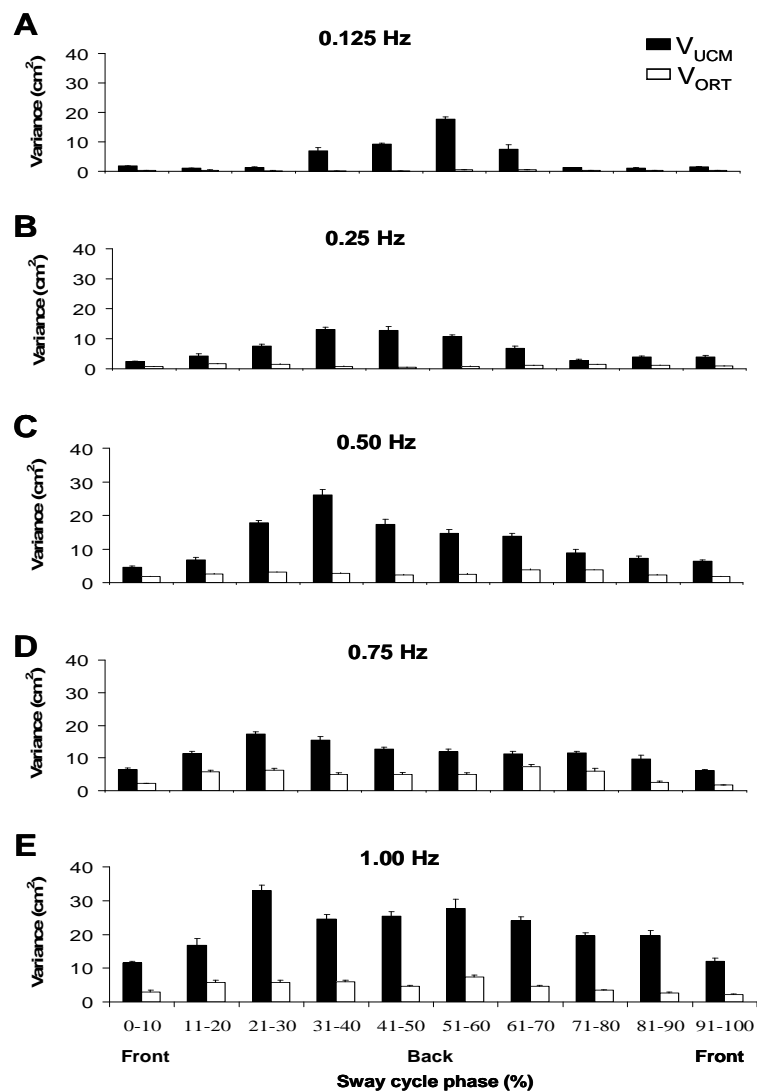 A
0.125 Hz
V_UCM
V_ORT
Variance (cm²)
40
30
20
10
0
B
0.25 Hz
Variance (cm²)
40
30
20
10
0
C
0.50 Hz
Variance (cm²)
40
30
20
10
0
D
0.75 Hz
Variance (cm²)
40
30
20
10
0
E
1.00 Hz
Variance (cm²)
40
30
20
10
0
0-10 11-20 21-30 31-40 41-50 51-60 61-70 71-80 81-90 91-100
Front Back Front
Sway cycle phase (%)